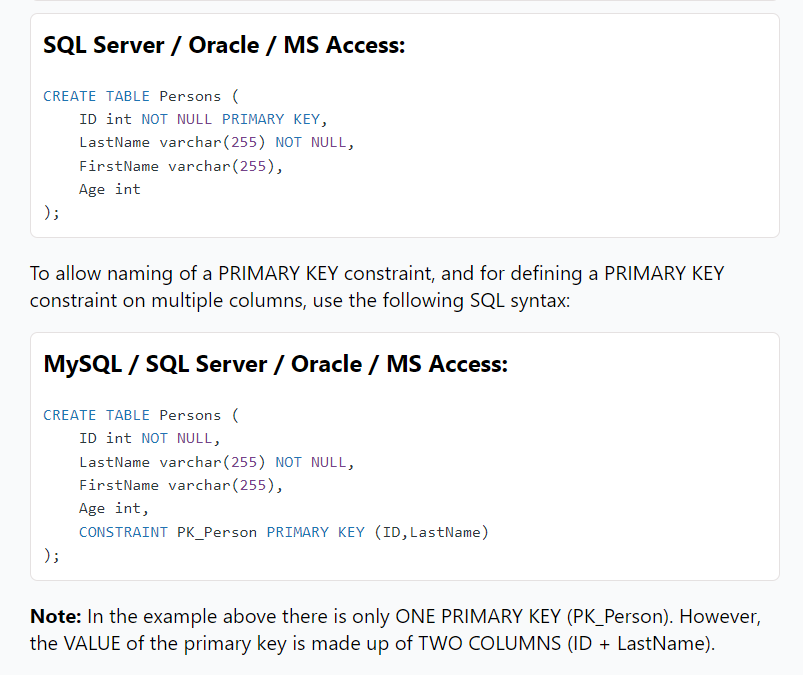 SQL Server / Oracle / MS Access:
CREATE TABLE Persons (
    ID int NOT NULL PRIMARY KEY,
    LastName varchar(255) NOT NULL,
    FirstName varchar(255),
    Age int
);
To allow naming of a PRIMARY KEY constraint, and for defining a PRIMARY KEY
constraint on multiple columns, use the following SQL syntax:
MySQL / SQL Server / Oracle / MS Access:
CREATE TABLE Persons (
    ID int NOT NULL,
    LastName varchar(255) NOT NULL,
    FirstName varchar(255),
    Age int,
    CONSTRAINT PK_Person PRIMARY KEY (ID,LastName)
);
Note: In the example above there is only ONE PRIMARY KEY (PK_Person). However,
the VALUE of the primary key is made up of TWO COLUMNS (ID + LastName).